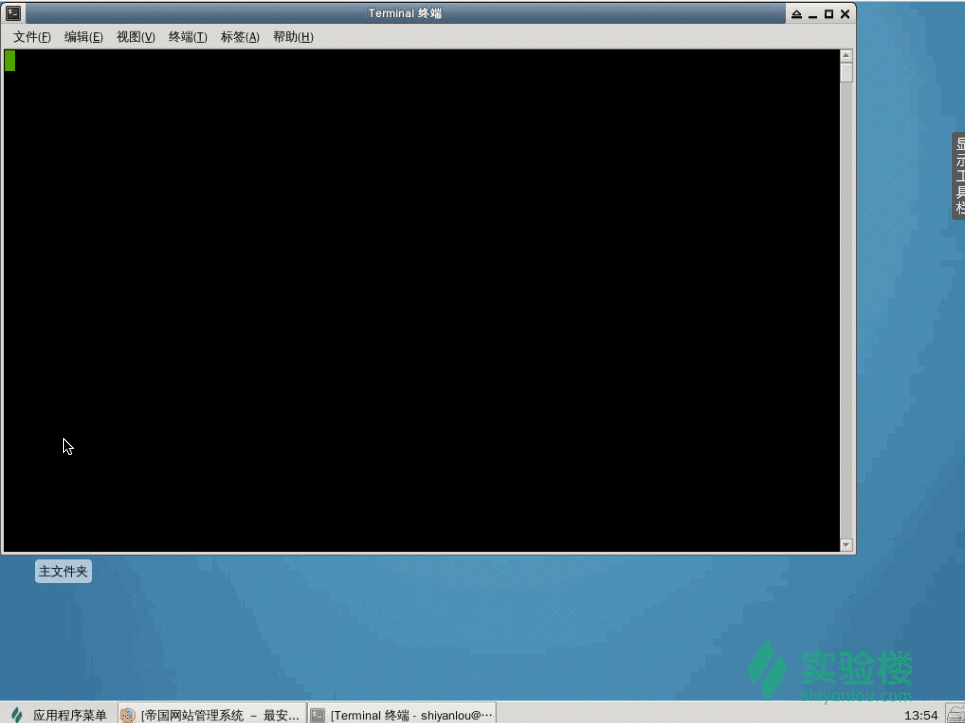 Terminal 终端
文件(F) 编辑(E) 视图(V) 终端(T) 标签(A) 帮助(H)
显示工具栏
主文件夹
实验楼
shiyanlou.com
应用程序菜单 [帝国网站管理系统 － 最安... [Terminal 终端 - shiyanlou@··· 13:54